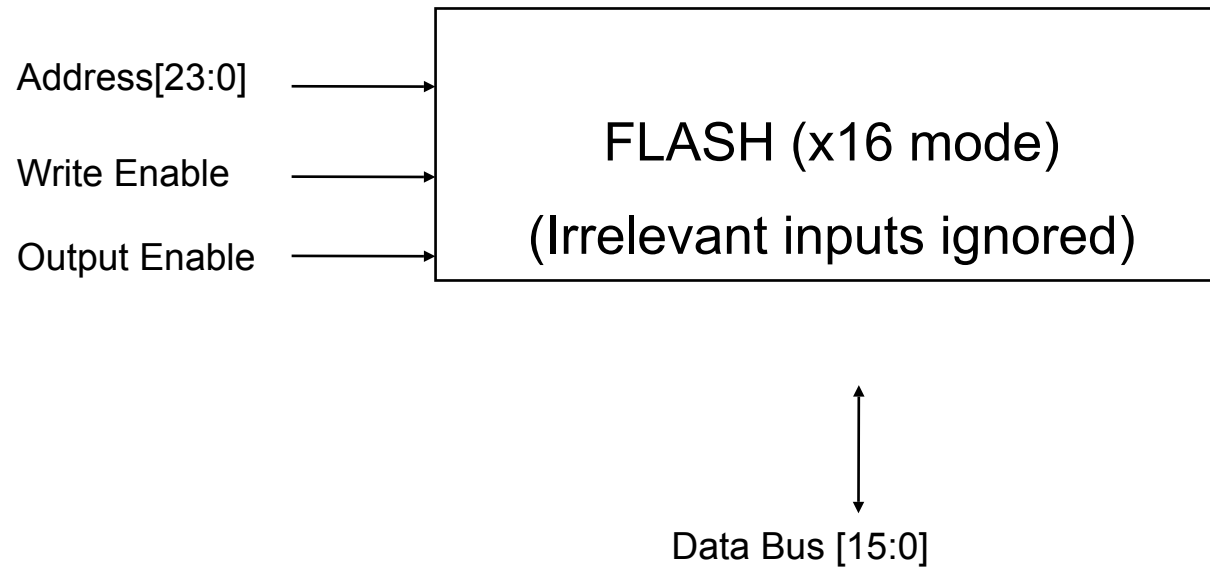 Address[23:0]
Write Enable
Output Enable
FLASH (x16 mode)
(Irrelevant inputs ignored)
Data Bus [15:0]